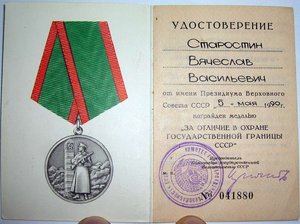 УДОСТОВЕРЕНИЕ
Старостин
Вячеслав
Васильевич
от имени Президиума Верховного
Совета СССР 5 - мая 1990 г.
награжден медалью
„ЗА ОТЛИЧИЕ В ОХРАНЕ
ГОСУДАРСТВЕННОЙ ГРАНИЦЫ
СССР"
№ 041880